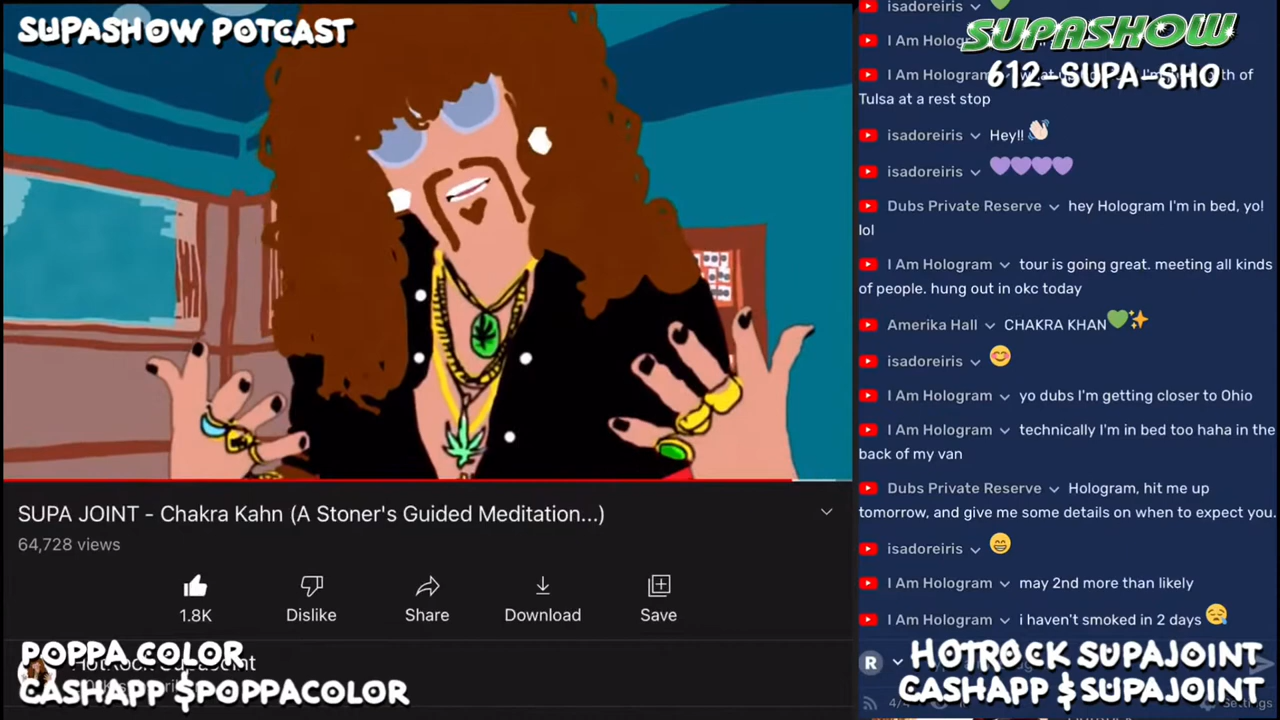 SUPASHOW POTCAST
SUPA JOINT - Chakra Kahn (A Stoner's Guided Meditation...)
64,728 views
1.8K
Dislike
Share
Download
Save
POPPA COLOR
CASHAPP $POPPACOLOR
isadoreiris
SUPASHOW
612-SUPA-SHO
I Am Hologram
I Am Hologram
of
Tulsa at a rest stop
isadoreiris Hey!!
isadoreiris
Dubs Private Reserve hey Hologram I'm in bed, yo!
lol
I Am Hologram tour is going great. meeting all kinds
of people. hung out in okc today
Amerika Hall CHAKRA KHAN
isadoreiris
I Am Hologram yo dubs I'm getting closer to Ohio
I Am Hologram technically I'm in bed too haha in the
back of my van
Dubs Private Reserve Hologram, hit me up
tomorrow, and give me some details on when to expect you.
isadoreiris
I Am Hologram may 2nd more than likely
I Am Hologram i haven't smoked in 2 days
R
HOTROCK SUPAJOINT
CASHAPP $SUPAJOINT
Settings